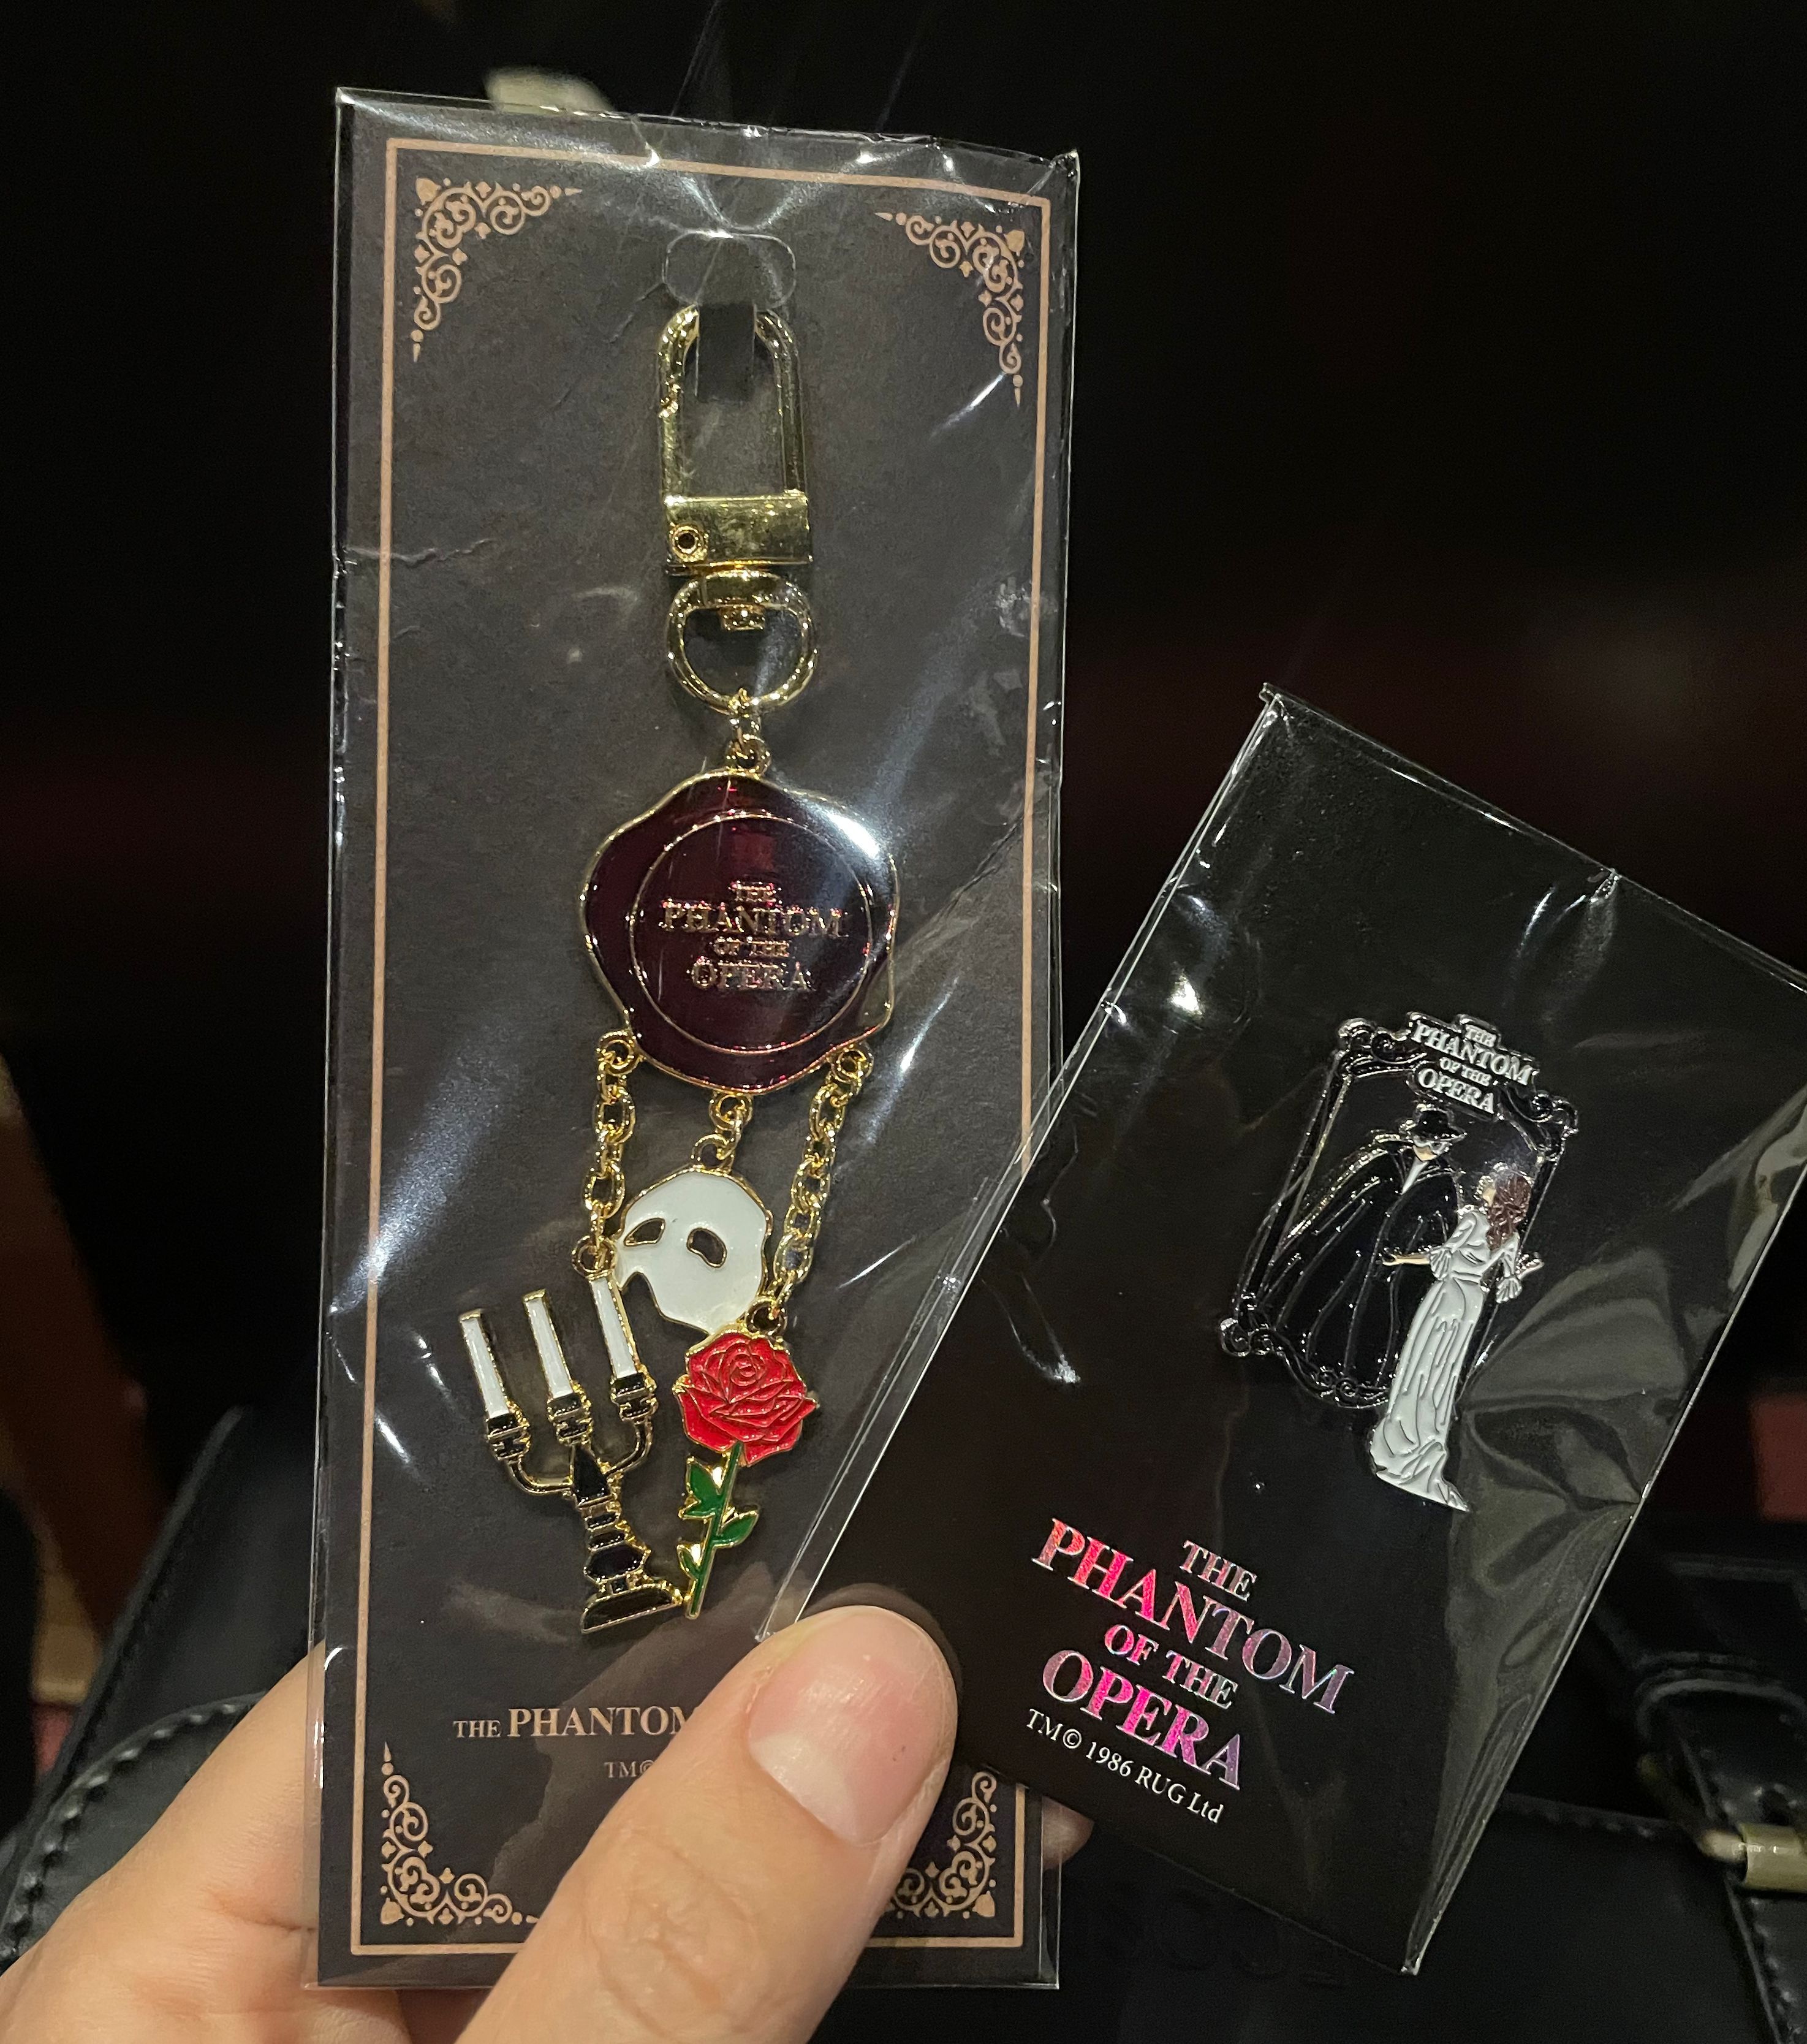 THE
PHANTOM
OF THE
OPERA
THE PHANTOM
TM©
THE
PHANTOM
OF THE
OPERA
THE
PHANTOM
OF THE
OPERA
TM© 1986 RUG Ltd